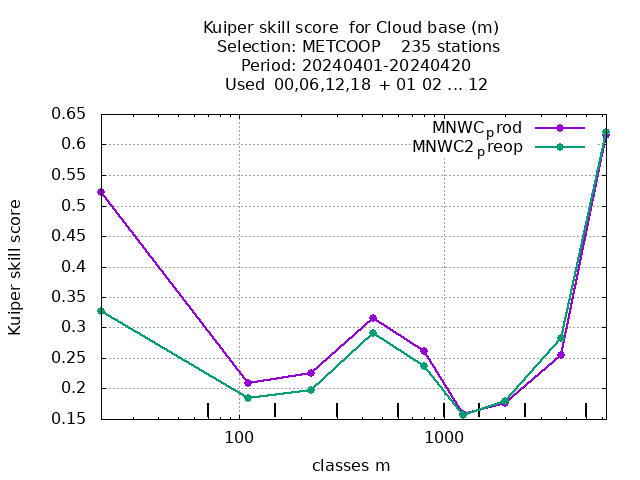 Kuiper skill score  for Cloud base (m)
Selection: METCOOP    235 stations
Period: 20240401-20240420
Used  00,06,12,18 + 01 02 ... 12
MNWC_prod
MNWC2_preop
Kuiper skill score
0.65
0.6
0.55
0.5
0.45
0.4
0.35
0.3
0.25
0.2
0.15
100
1000
classes m